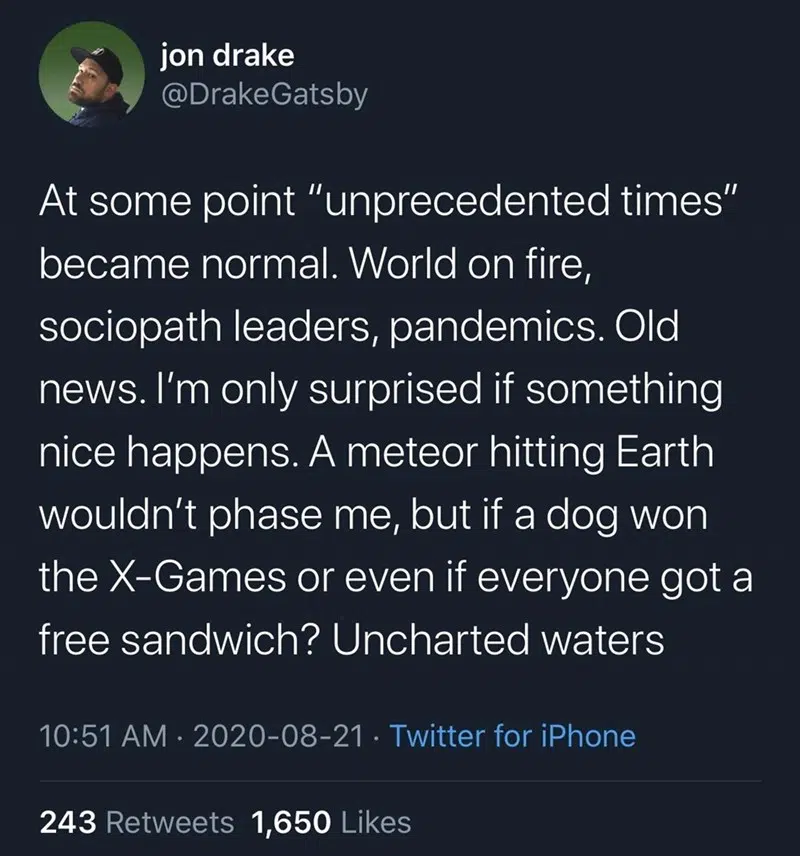 jon drake
@DrakeGatsby
At some point “unprecedented times”
became normal. World on fire,
sociopath leaders, pandemics. Old
news. I’m only surprised if something
nice happens. A meteor hitting Earth
wouldn’t phase me, but if a dog won
the X-Games or even if everyone got a
free sandwich? Uncharted waters
10:51 AM · 2020-08-21 · Twitter for iPhone
243 Retweets 1,650 Likes